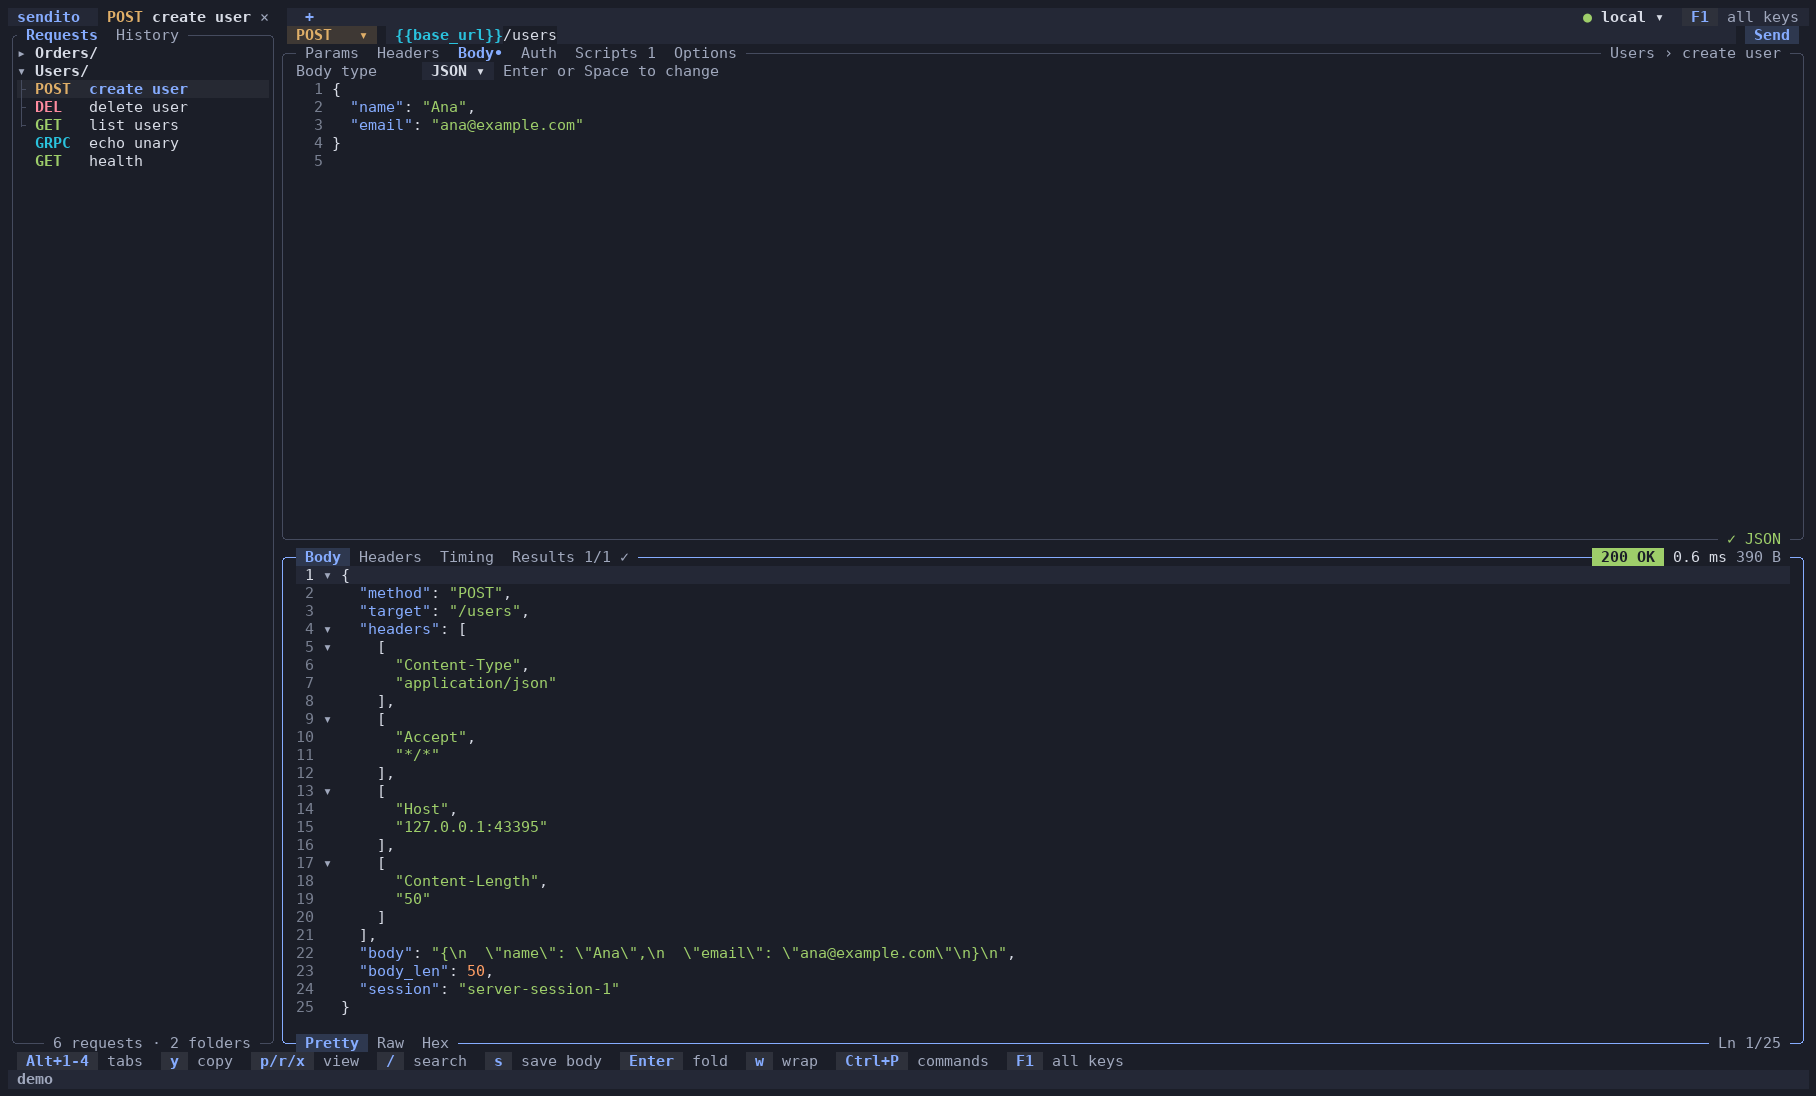 sendito POST create user × + ● local ▾ F1 all keys
Requests History
▸ Orders/
▾ Users/
POST create user
DEL delete user
GET list users
GRPC echo unary
GET health
6 requests · 2 folders
POST ▾ {{base_url}}/users Send
Params Headers Body• Auth Scripts 1 Options Users › create user
Body type JSON ▾ Enter or Space to change
1 {
2   "name": "Ana",
3   "email": "ana@example.com"
4 }
5
✓ JSON
Body Headers Timing Results 1/1 ✓ 200 OK 0.6 ms 390 B
1 ▾ {
2     "method": "POST",
3     "target": "/users",
4 ▾   "headers": [
5 ▾     [
6         "Content-Type",
7         "application/json"
8       ],
9 ▾     [
10        "Accept",
11        "*/*"
12      ],
13 ▾    [
14        "Host",
15        "127.0.0.1:43395"
16      ],
17 ▾    [
18        "Content-Length",
19        "50"
20      ]
21    ],
22    "body": "{\n  \"name\": \"Ana\",\n  \"email\": \"ana@example.com\"\n}\n",
23    "body_len": 50,
24    "session": "server-session-1"
25  }
Pretty Raw Hex Ln 1/25
Alt+1-4 tabs y copy p/r/x view / search s save body Enter fold w wrap Ctrl+P commands F1 all keys
demo